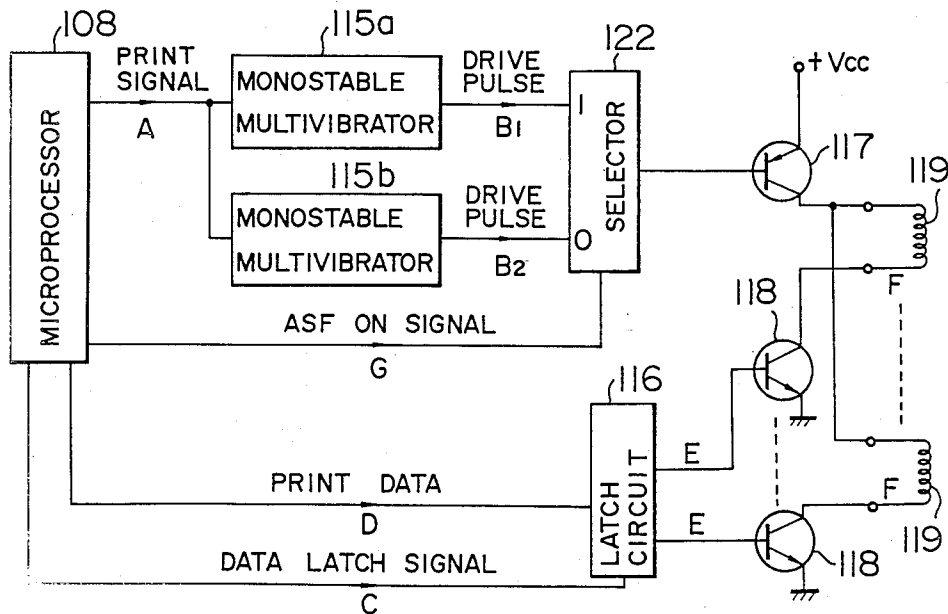 108
MICROPROCESSOR
PRINT
SIGNAL
A
115a
MONOSTABLE
MULTIVIBRATOR
DRIVE
PULSE
B1
115b
MONOSTABLE
MULTIVIBRATOR
DRIVE
PULSE
B2
122
1
0
SELECTOR
ASF ON SIGNAL
G
+Vcc
117
119
F
118
116
LATCH
CIRCUIT
E
E
F
119
118
PRINT DATA
D
DATA LATCH SIGNAL
C